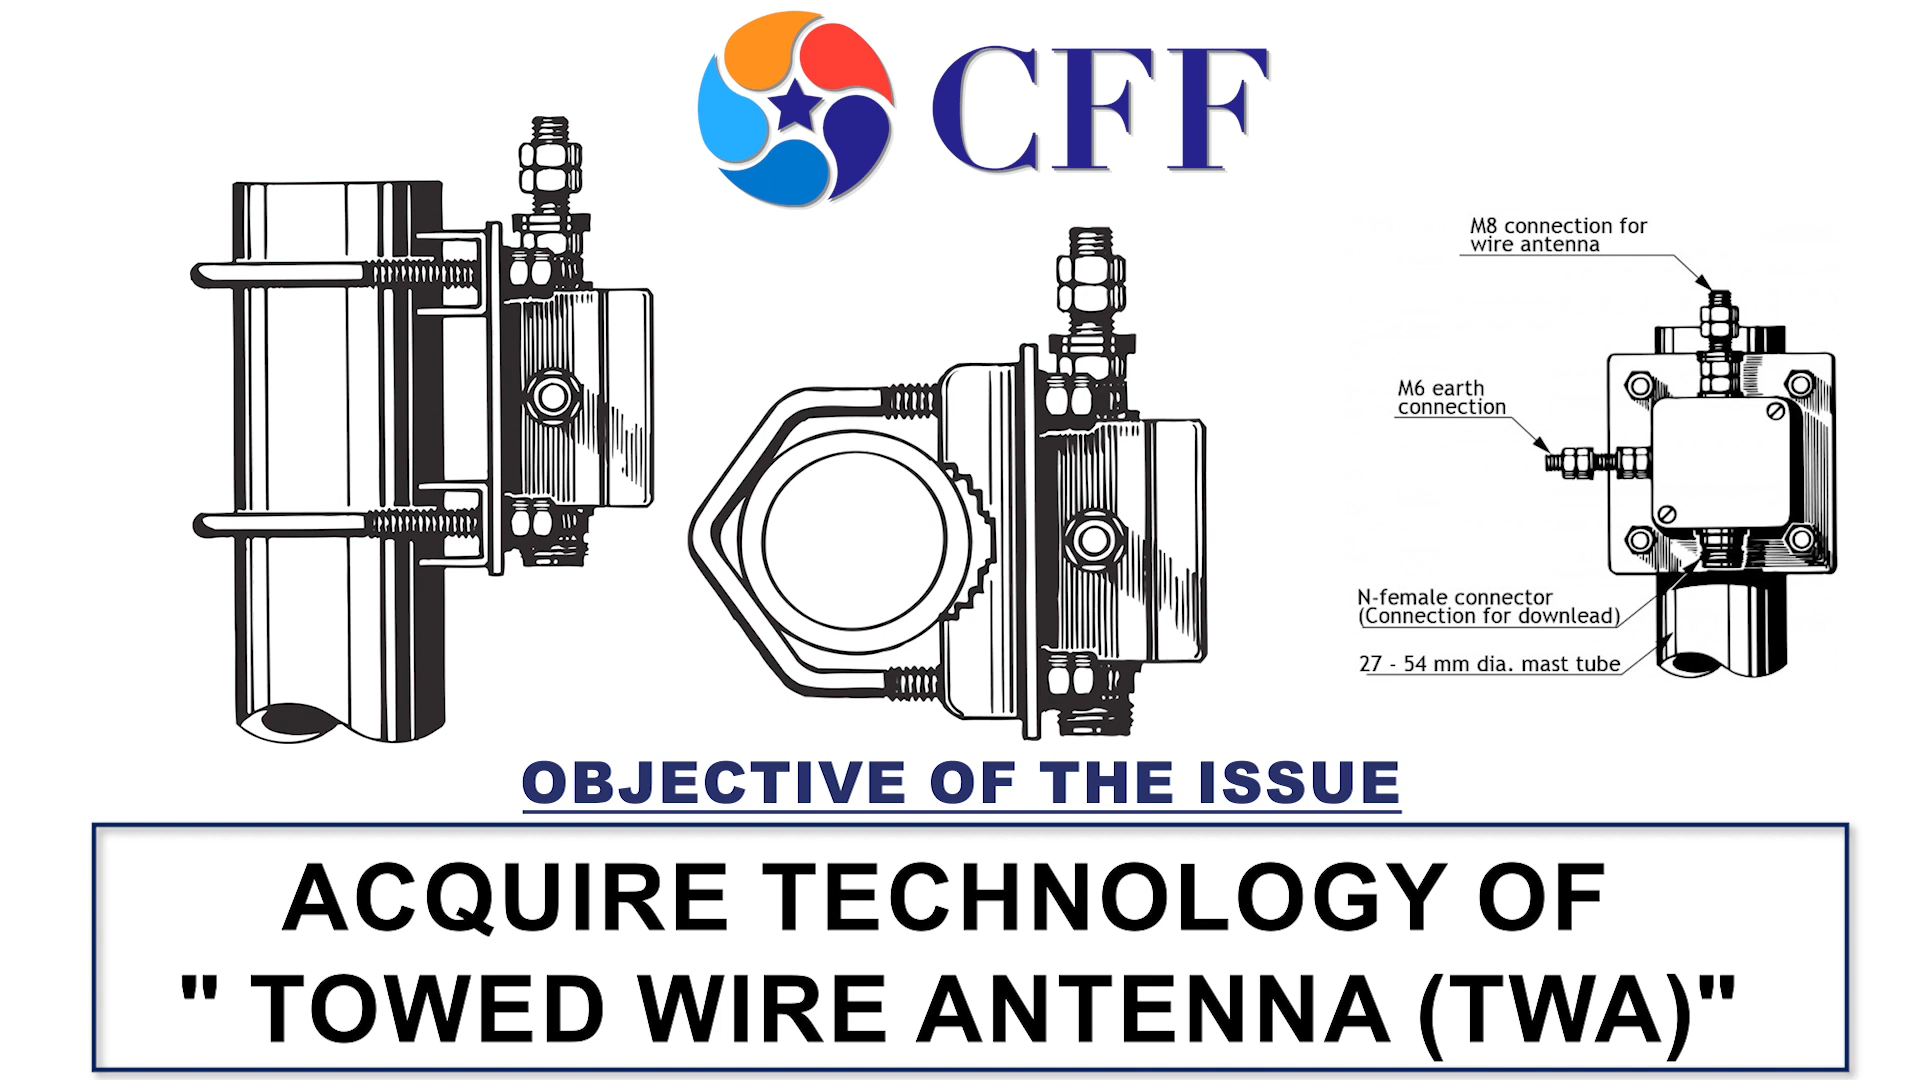 CFF
M8 connection for
wire antenna
M6 earth
connection
N-female connector
(Connection for downlead)
27 - 54 mm dia. mast tube
OBJECTIVE OF THE ISSUE
ACQUIRE TECHNOLOGY OF
" TOWED WIRE ANTENNA (TWA)"